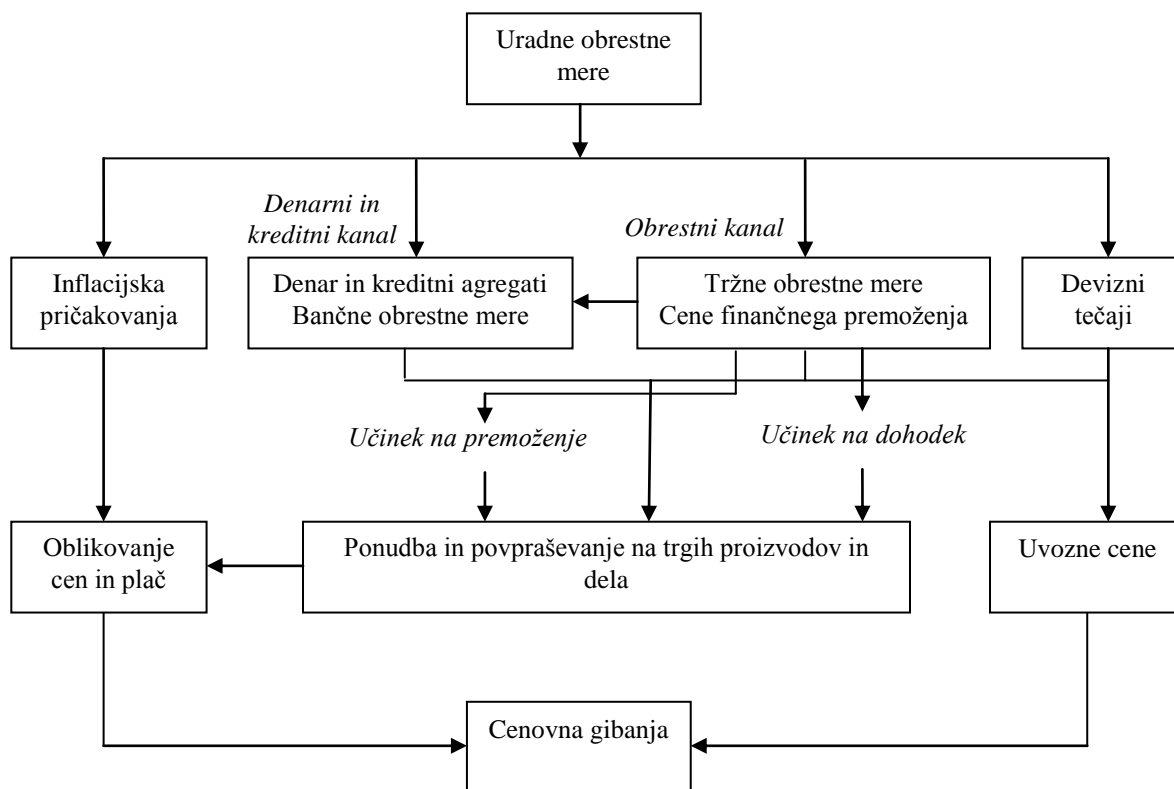 Uradne obrestne
mere
Denarni in
kreditni kanal
Obrestni kanal
Inflacijska
pričakovanja
Denar in kreditni agregati
Bančne obrestne mere
Tržne obrestne mere
Cene finančnega premoženja
Devizni
tečaji
Učinek na premoženje
Učinek na dohodek
Oblikovanje
cen in plač
Ponudba in povpraševanje na trgih proizvodov in
dela
Uvozne cene
Cenovna gibanja